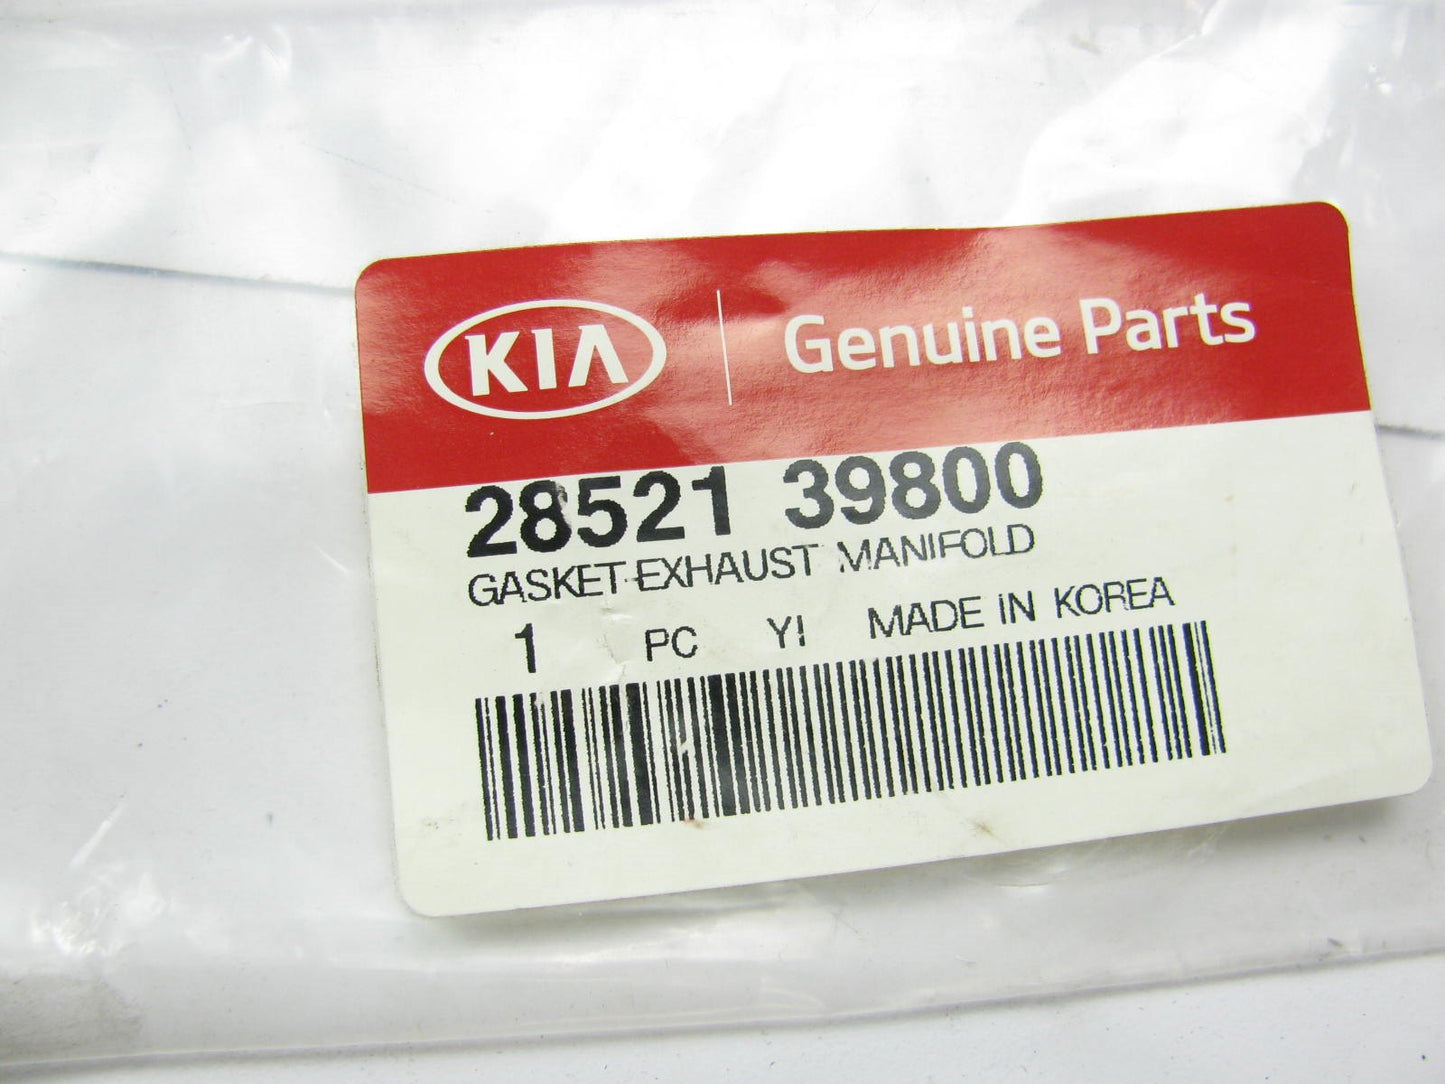 KIA Genuine Parts
28521 39800
GASKET-EXHAUST MANIFOLD
1 PC YI MADE IN KOREA